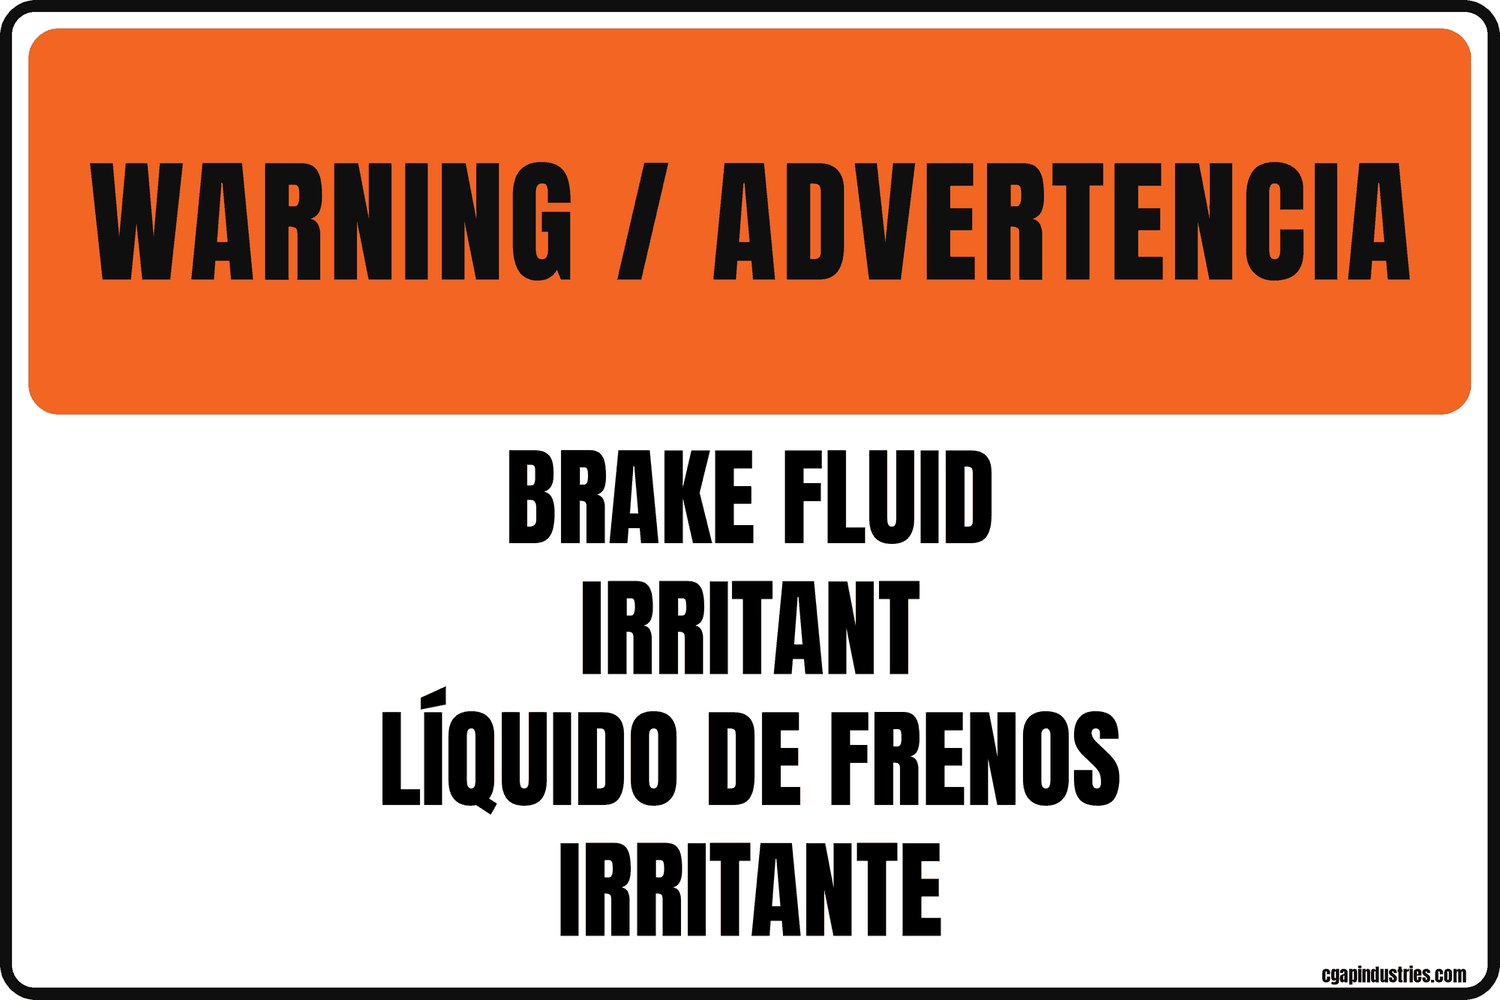 WARNING / ADVERTENCIA
BRAKE FLUID
IRRITANT
LÍQUIDO DE FRENOS
IRRITANTE
cgapindustries.com